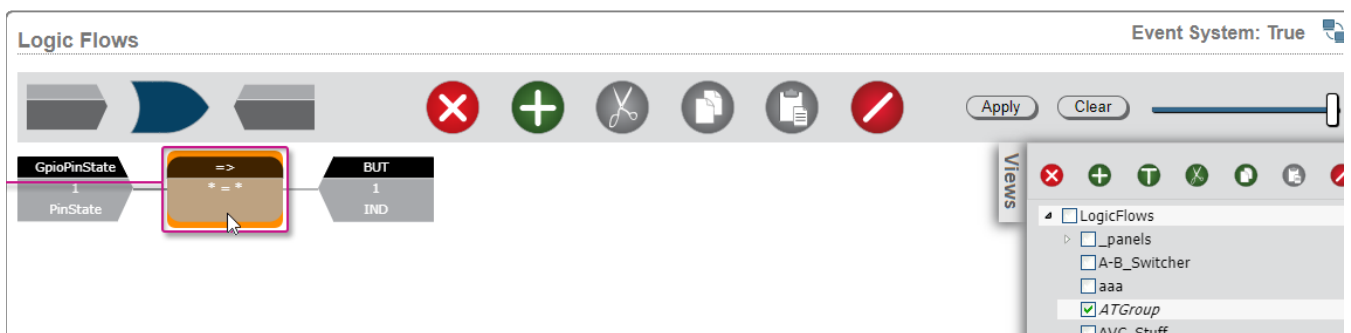 Logic Flows
Event System: True
Apply
Clear
GpioPinState
1
PinState
=>
* = *
BUT
1
IND
Views
T
LogicFlows
_panels
A-B_Switcher
aaa
ATGroup
AVC_Stuff